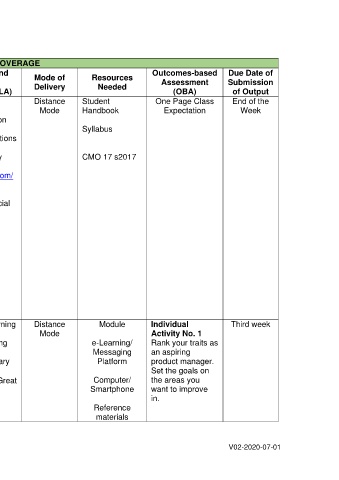 OVERAGE
nd
LA)
Mode of
Delivery
Resources
Needed
Outcomes-based
Assessment
(OBA)
Due Date of
Submission
of Output
on
tions
y
om/
cial
Distance
Mode
Student
Handbook
Syllabus
CMO 17 s2017
One Page Class
Expectation
End of the
Week
rning
ng
ary
Great
Distance
Mode
Module
e-Learning/
Messaging
Platform
Computer/
Smartphone
Reference
materials
Individual
Activity No. 1
Rank your traits as
an aspiring
product manager.
Set the goals on
the areas you
want to improve
in.
Third week
V02-2020-07-01